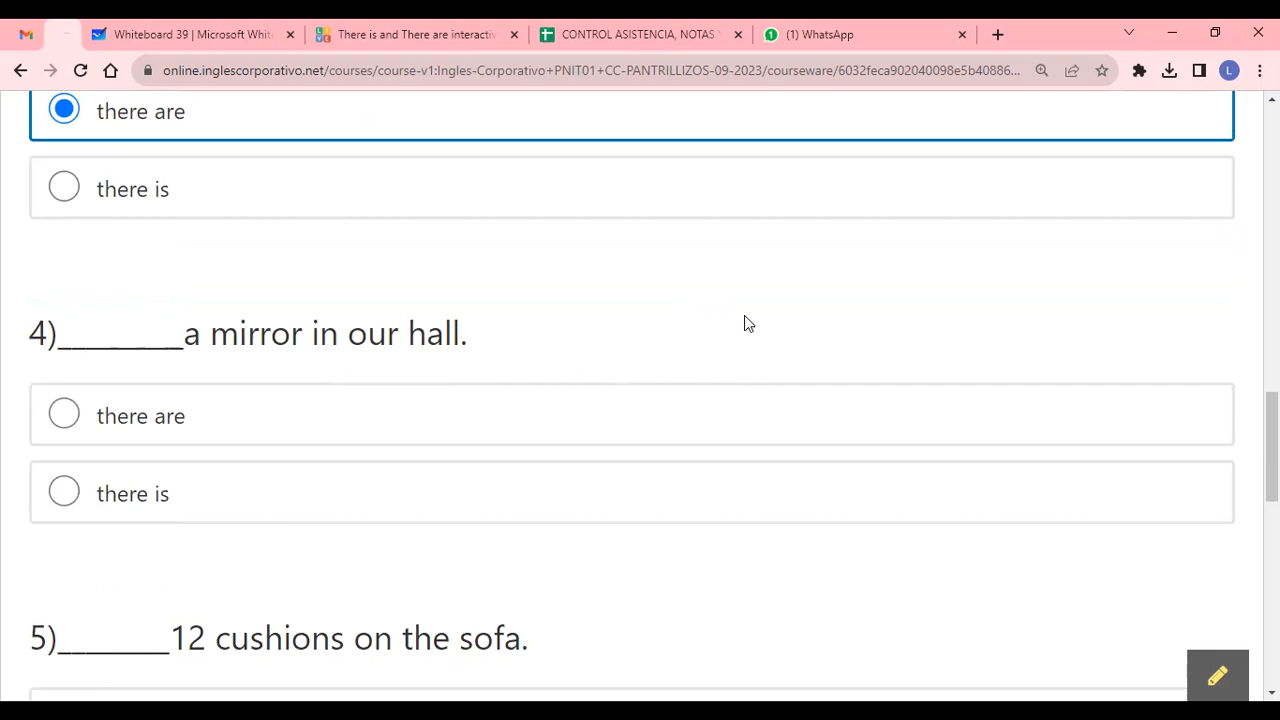 Whiteboard 39 | Microsoft White
There is and There are interactiv
CONTROL ASISTENCIA, NOTAS
(1) WhatsApp
online.inglescorporativo.net/courses/course-v1:Ingles-Corporativo+PNIT01+CC-PANTRILLIZOS-09-2023/courseware/6032feca902040098e5b40886...
L
there are
there is
4)________a mirror in our hall.
there are
there is
5)_______12 cushions on the sofa.